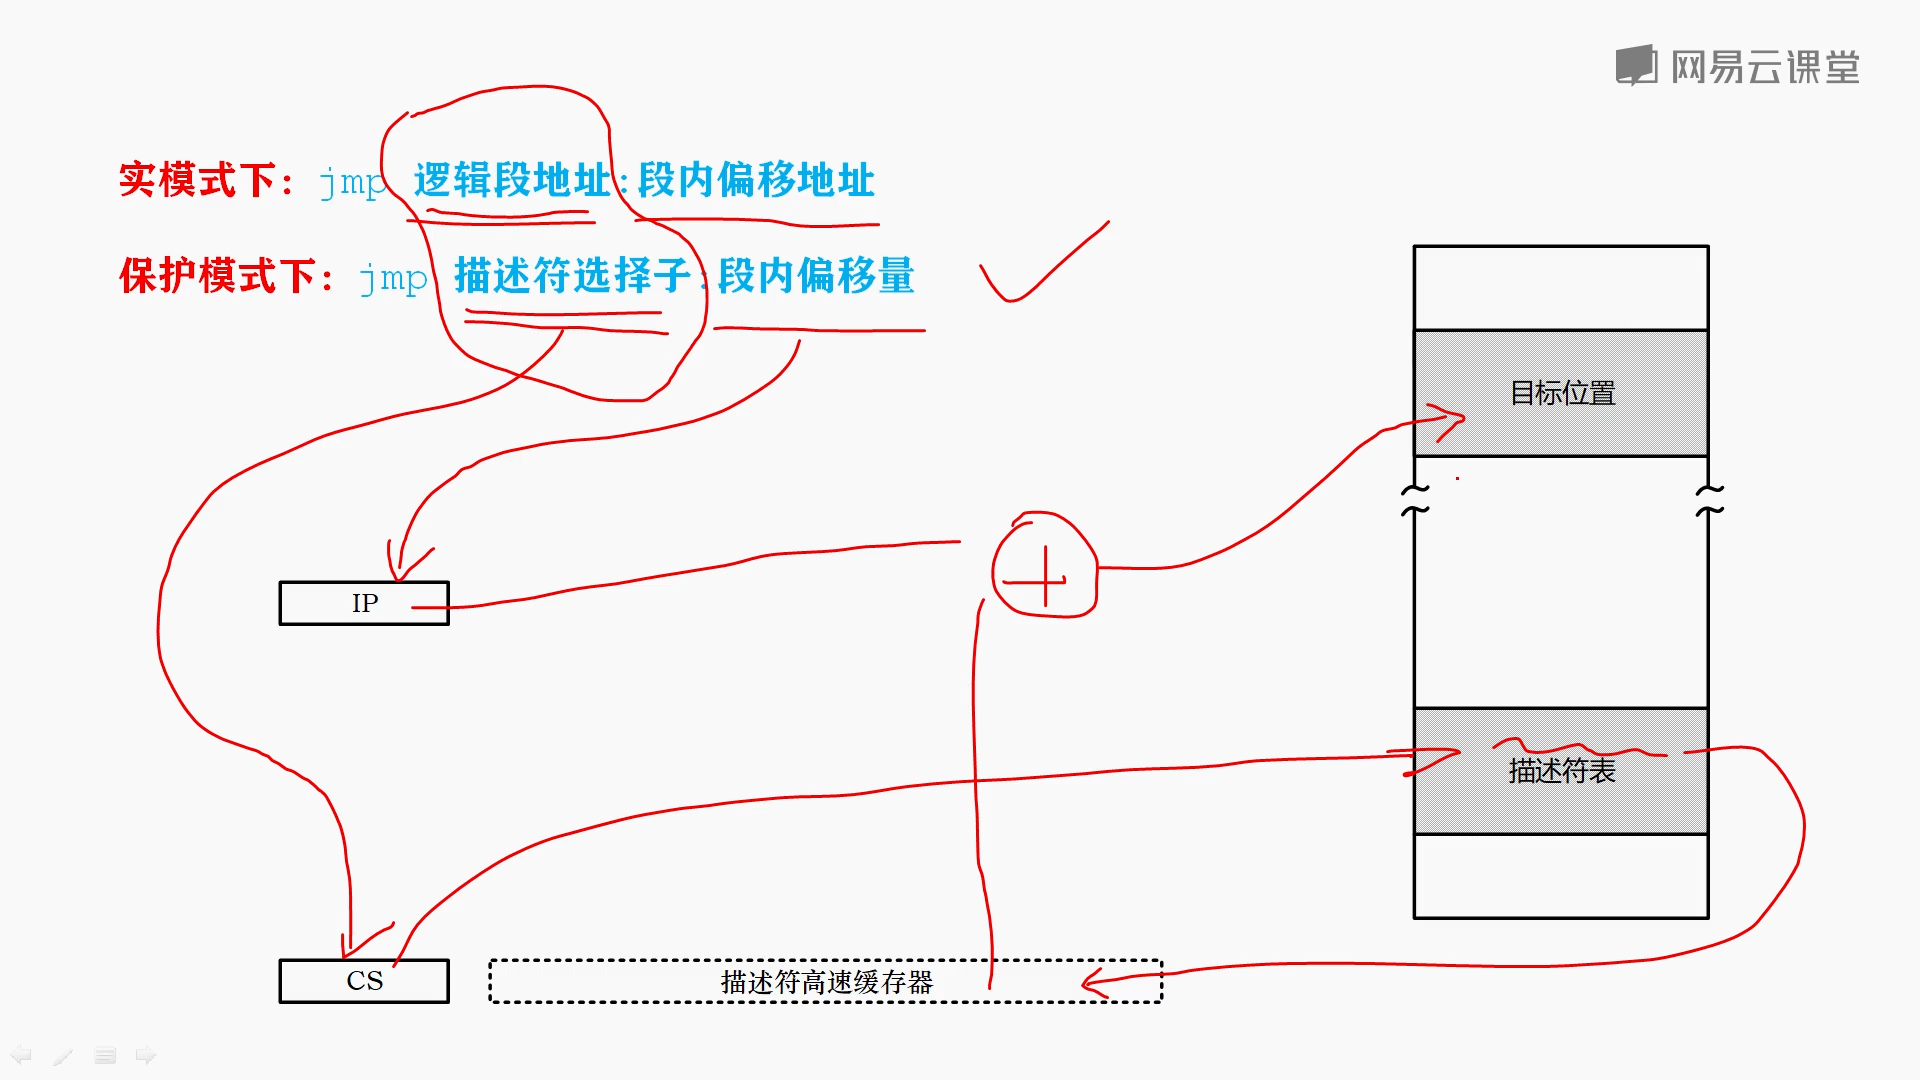 网易云课堂
实模式下：jmp 逻辑段地址:段内偏移地址
保护模式下：jmp 描述符选择子:段内偏移量
目标位置
IP
描述符表
CS
描述符高速缓存器